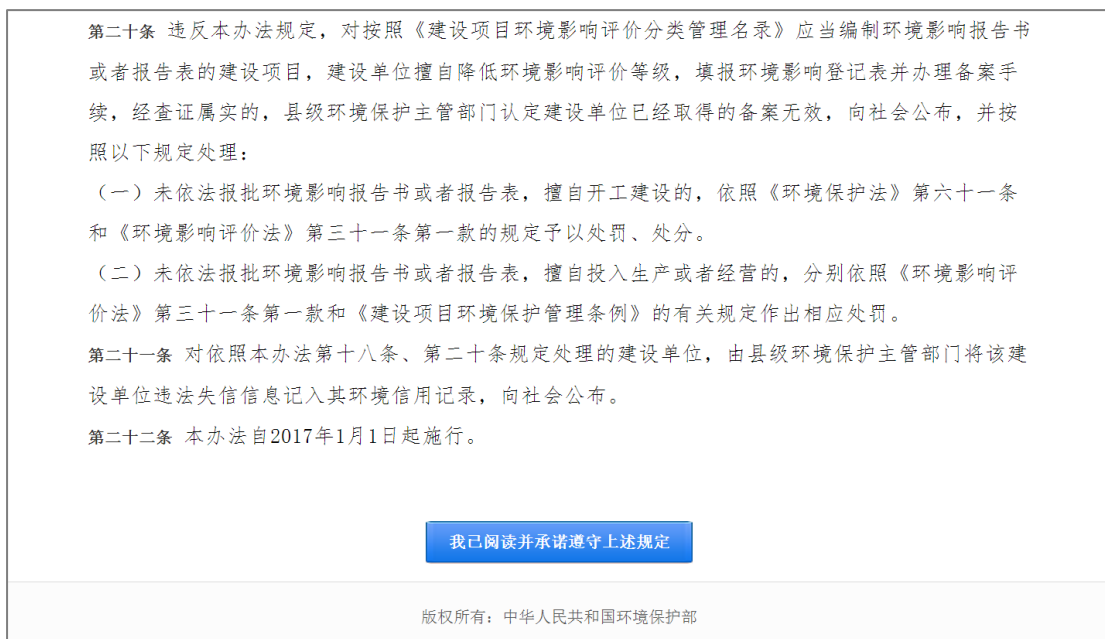 第二十条 违反本办法规定，对按照《建设项目环境影响评价分类管理名录》应当编制环境影响报告书
或者报告表的建设项目，建设单位擅自降低环境影响评价等级，填报环境影响登记表并办理备案手
续，经查证属实的，县级环境保护主管部门认定建设单位已经取得的备案无效，向社会公布，并按
照以下规定处理：
（一）未依法报批环境影响报告书或者报告表，擅自开工建设的，依照《环境保护法》第六十一条
和《环境影响评价法》第三十一条第一款的规定予以处罚、处分。
（二）未依法报批环境影响报告书或者报告表，擅自投入生产或者经营的，分别依照《环境影响评
价法》第三十一条第一款和《建设项目环境保护管理条例》的有关规定作出相应处罚。
第二十一条 对依照本办法第十八条、第二十条规定处理的建设单位，由县级环境保护主管部门将该建
设单位违法失信信息记入其环境信用记录，向社会公布。
第二十二条 本办法自2017年1月1日起施行。
我已阅读并承诺遵守上述规定
版权所有：中华人民共和国环境保护部